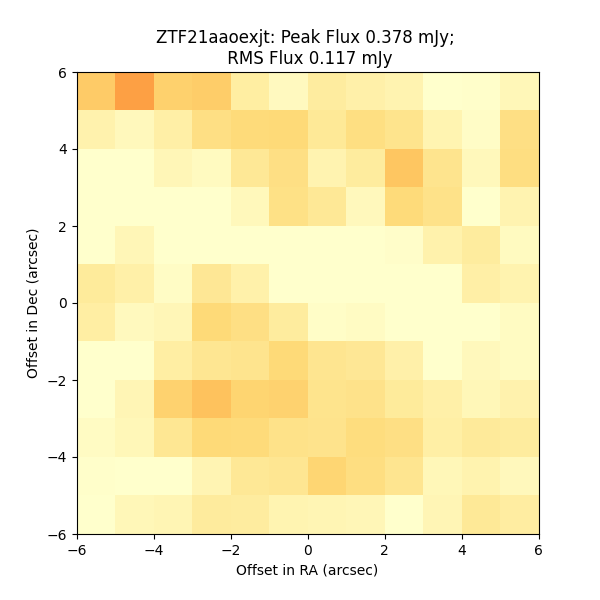 ZTF21aaoexjt: Peak Flux 0.378 mJy;
RMS Flux 0.117 mJy
6
4
2
0
−2
−4
−6
Offset in Dec (arcsec)
−6 −4 −2 0 2 4 6
Offset in RA (arcsec)